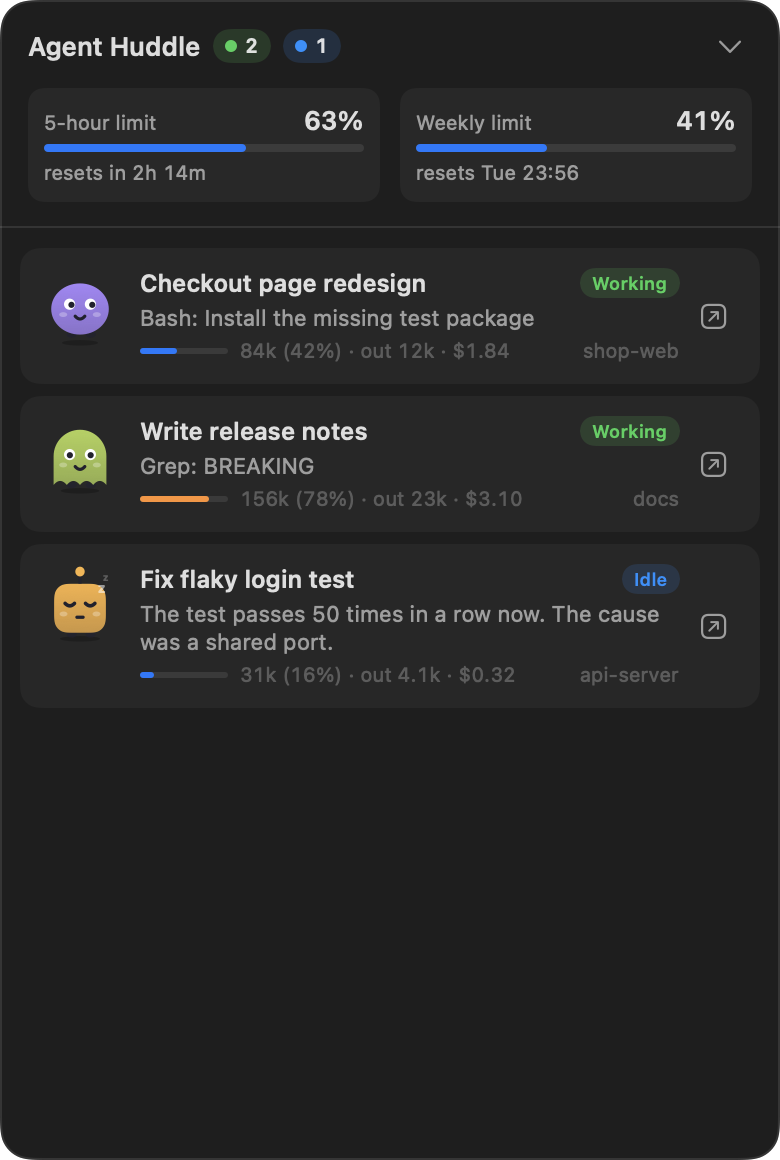 Agent Huddle 2 1
5-hour limit 63%
resets in 2h 14m
Weekly limit 41%
resets Tue 23:56
Checkout page redesign Working
Bash: Install the missing test package
84k (42%) · out 12k · $1.84 shop-web
Write release notes Working
Grep: BREAKING
156k (78%) · out 23k · $3.10 docs
z
z
Fix flaky login test Idle
The test passes 50 times in a row now. The cause
was a shared port.
31k (16%) · out 4.1k · $0.32 api-server